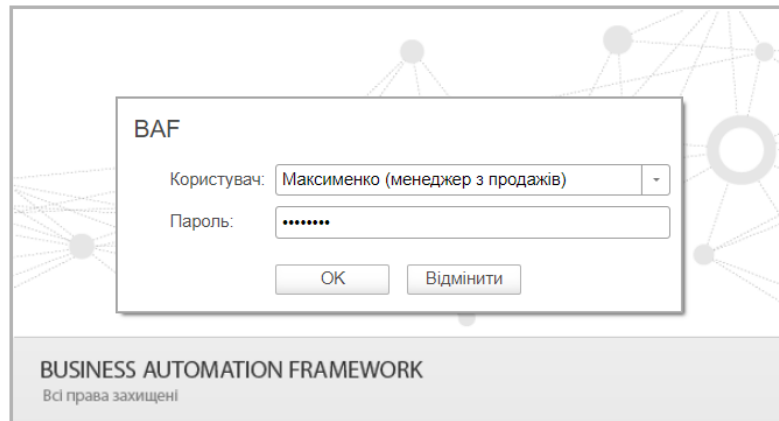 BAF
Користувач: Максименко (менеджер з продажів)
Пароль: ••••••••
OK Відмінити
BUSINESS AUTOMATION FRAMEWORK
Всі права захищені